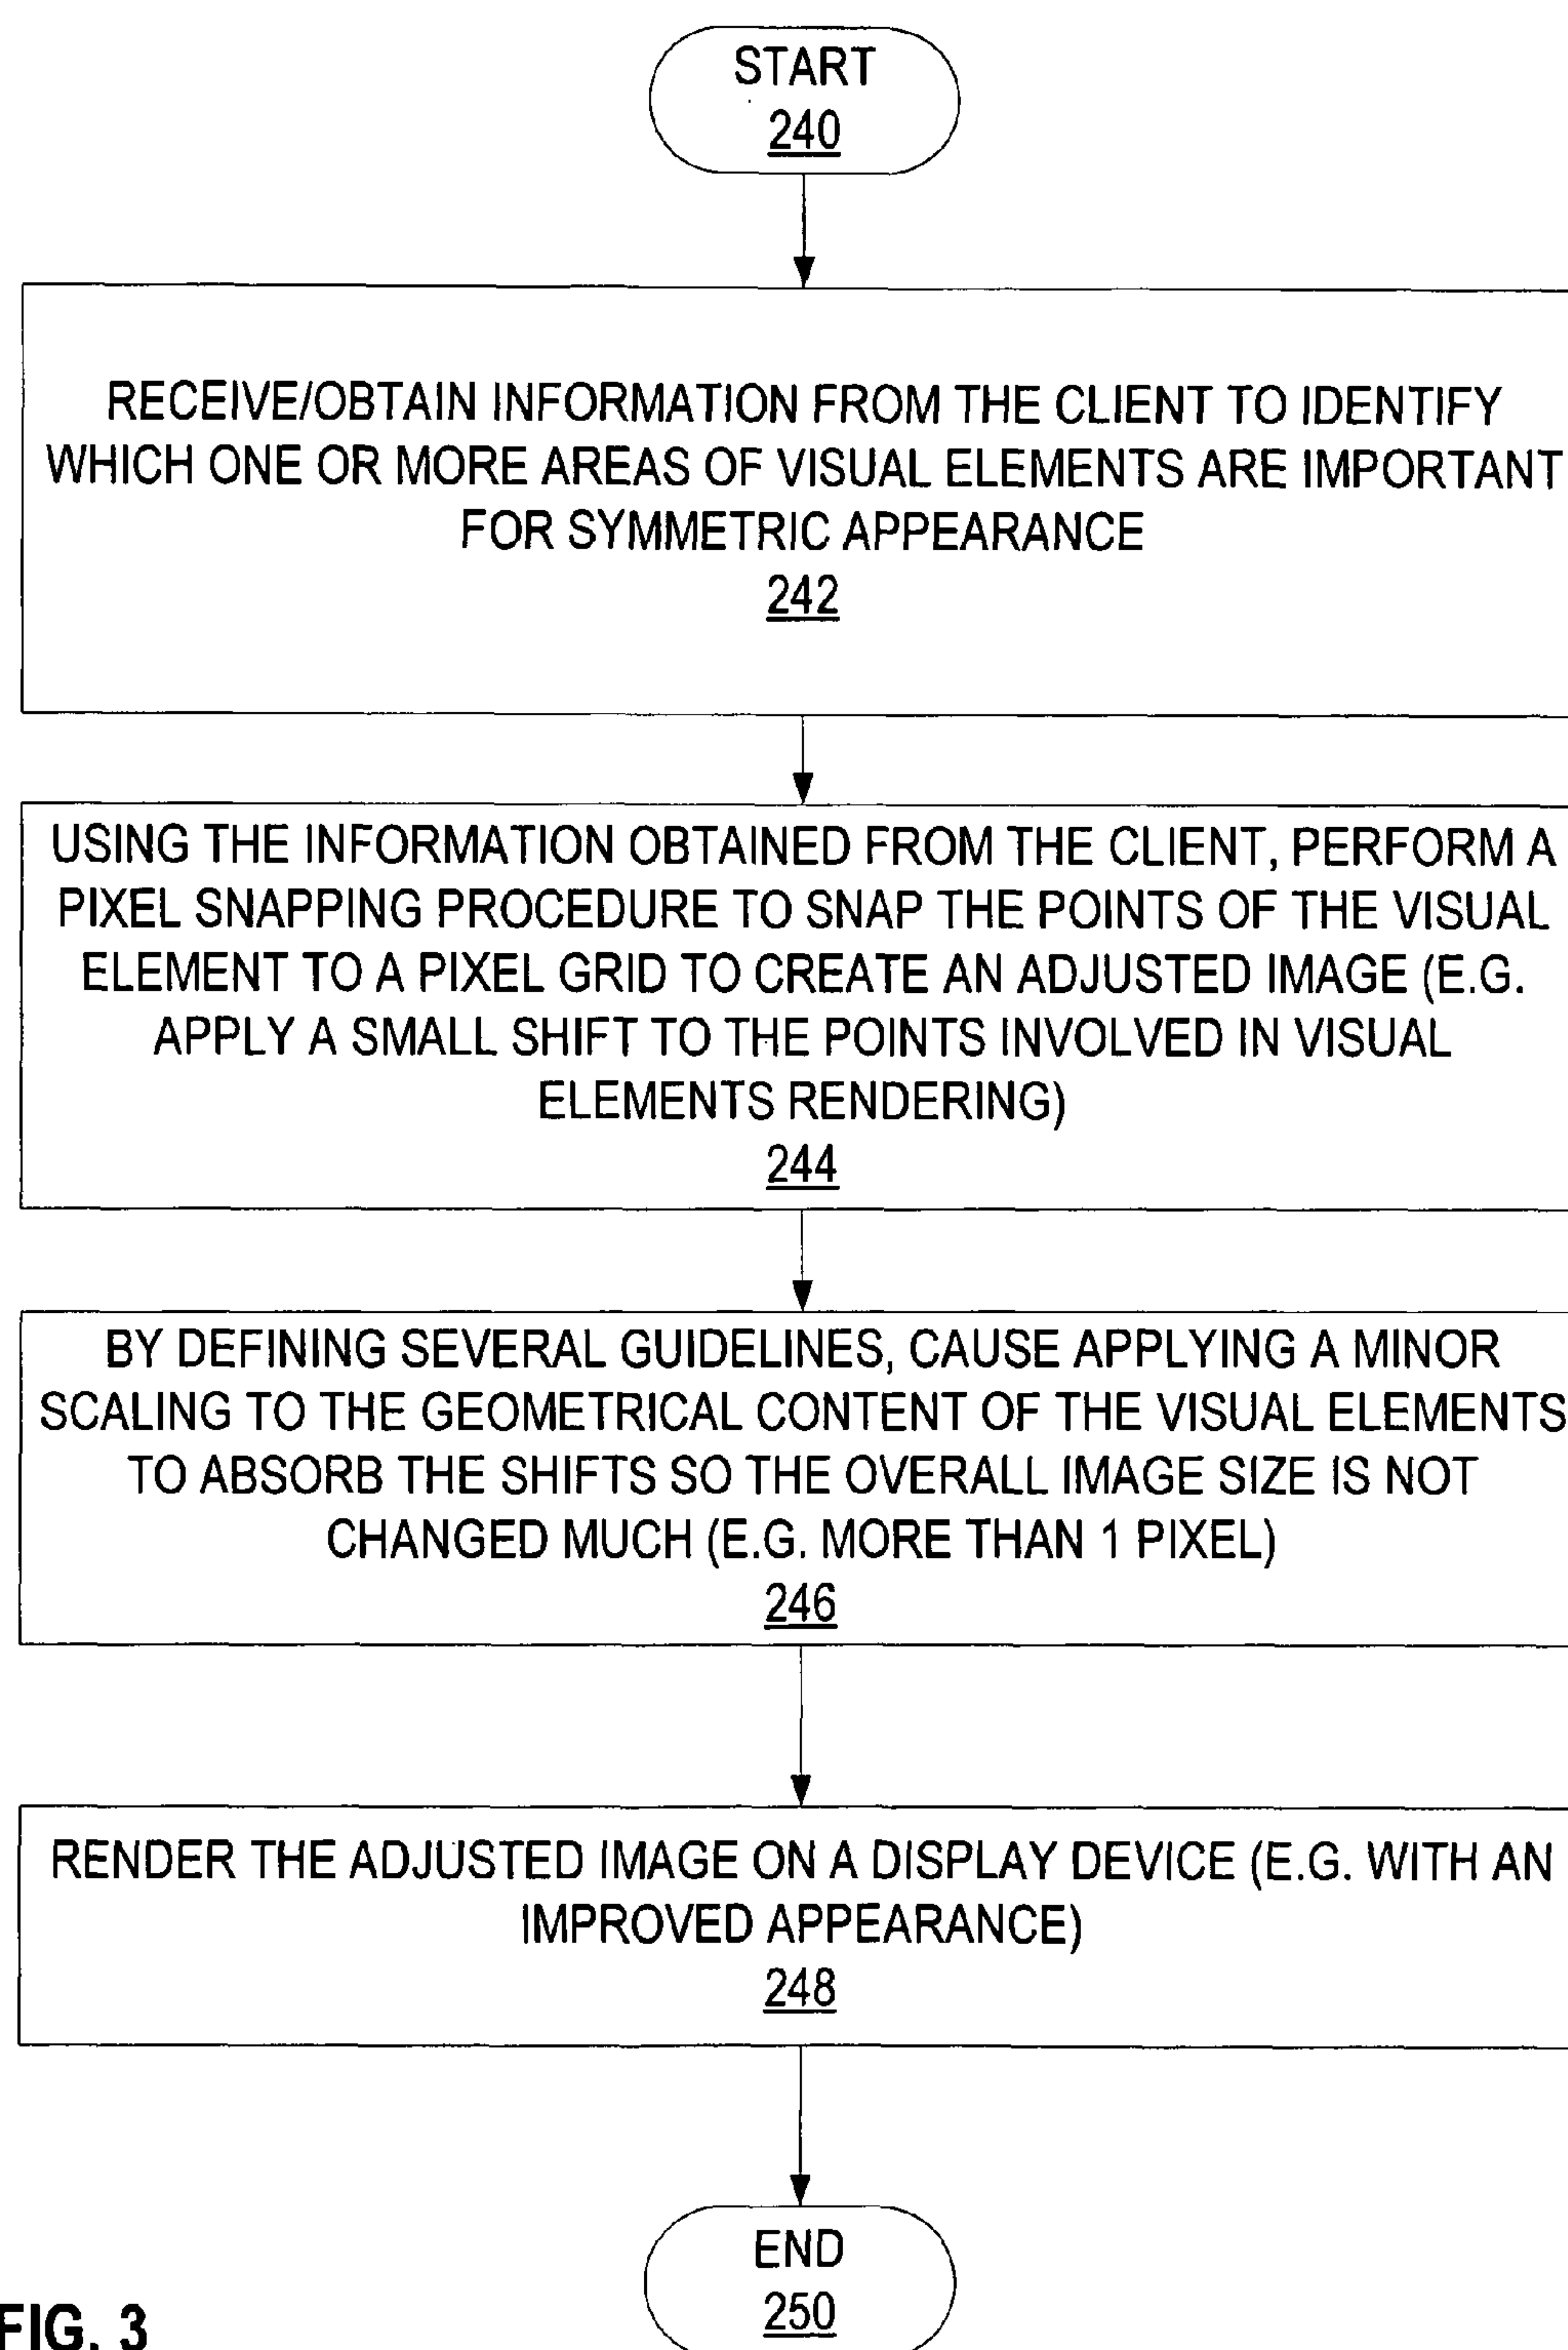 START
240
RECEIVE/OBTAIN INFORMATION FROM THE CLIENT TO IDENTIFY
WHICH ONE OR MORE AREAS OF VISUAL ELEMENTS ARE IMPORTANT
FOR SYMMETRIC APPEARANCE
242
USING THE INFORMATION OBTAINED FROM THE CLIENT, PERFORM A
PIXEL SNAPPING PROCEDURE TO SNAP THE POINTS OF THE VISUAL
ELEMENT TO A PIXEL GRID TO CREATE AN ADJUSTED IMAGE (E.G.
APPLY A SMALL SHIFT TO THE POINTS INVOLVED IN VISUAL
ELEMENTS RENDERING)
244
BY DEFINING SEVERAL GUIDELINES, CAUSE APPLYING A MINOR
SCALING TO THE GEOMETRICAL CONTENT OF THE VISUAL ELEMENTS
TO ABSORB THE SHIFTS SO THE OVERALL IMAGE SIZE IS NOT
CHANGED MUCH (E.G. MORE THAN 1 PIXEL)
246
RENDER THE ADJUSTED IMAGE ON A DISPLAY DEVICE (E.G. WITH AN
IMPROVED APPEARANCE)
248
END
250
FIG. 3